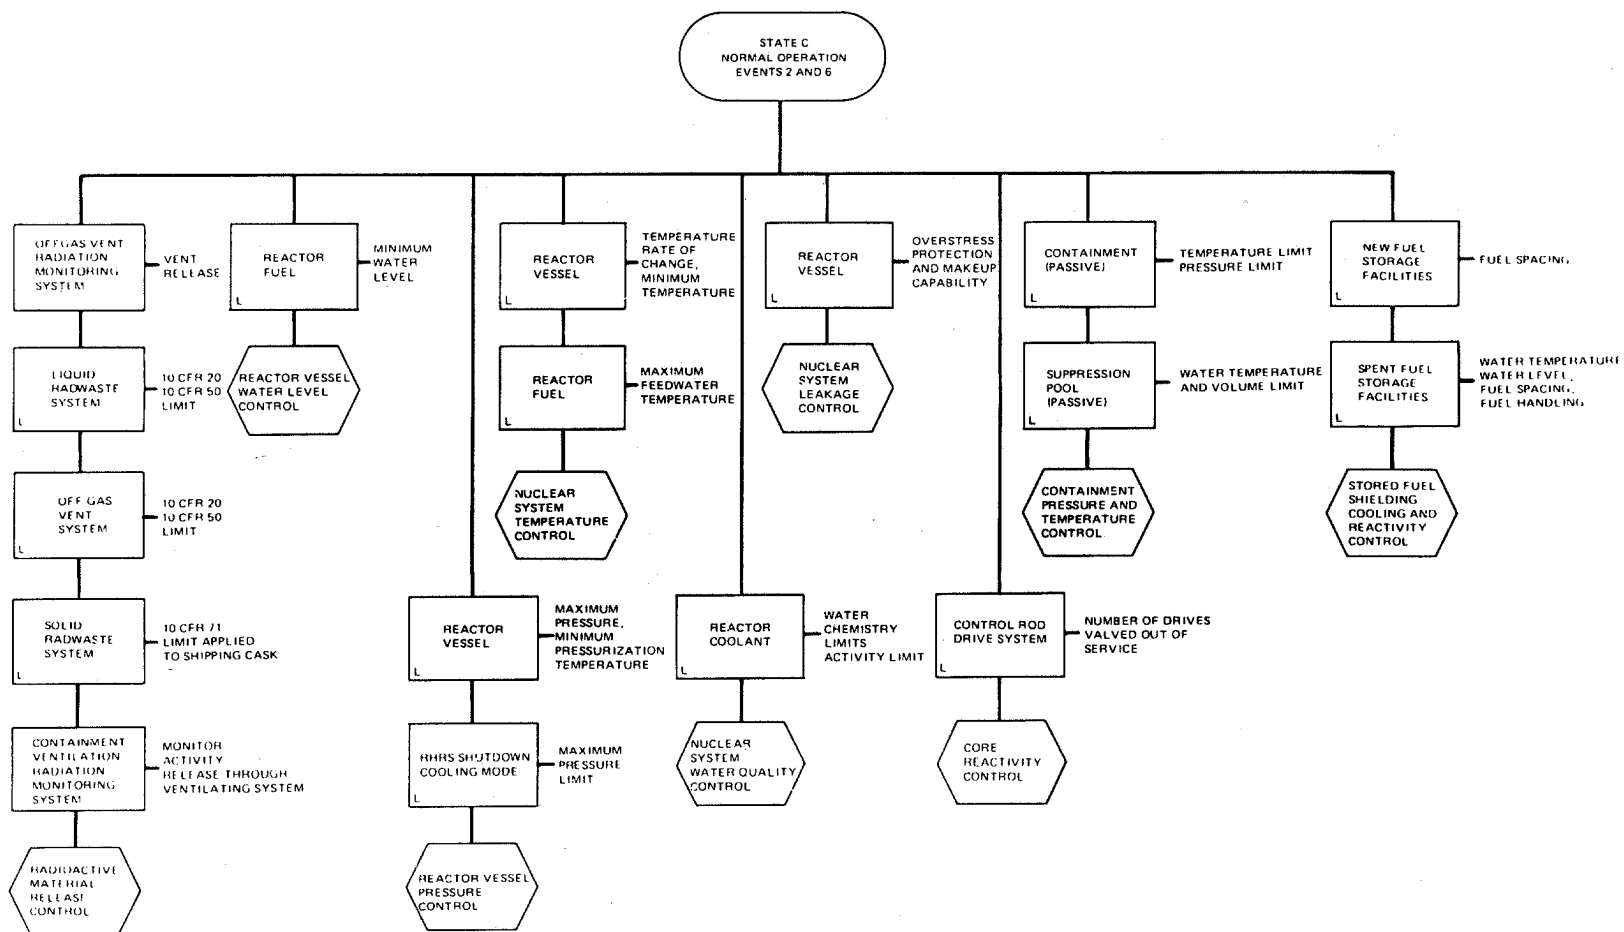 STATE C
NORMAL OPERATION
EVENTS 2 AND 6
OFFGAS VENT
RADIATION
MONITORING
SYSTEM
VENT
RELEASE
L
LIQUID
RADWASTE
SYSTEM
10 CFR 20
10 CFR 50
LIMIT
L
OFF GAS
VENT
SYSTEM
10 CFR 20
10 CFR 50
LIMIT
L
SOLID
RADWASTE
SYSTEM
10 CFR 71
LIMIT APPLIED
TO SHIPPING CASK
L
CONTAINMENT
VENTILATION
RADIATION
MONITORING
SYSTEM
MONITOR
ACTIVITY
RELEASE THROUGH
VENTILATING SYSTEM
RADIOACTIVE
MATERIAL
RELEASE
CONTROL
REACTOR
FUEL
L
MINIMUM
WATER
LEVEL
REACTOR VESSEL
WATER LEVEL
CONTROL
REACTOR
VESSEL
L
MAXIMUM
PRESSURE,
MINIMUM
PRESSURIZATION
TEMPERATURE
RHRS SHUTDOWN
COOLING MODE
L
MAXIMUM
PRESSURE
LIMIT
REACTOR VESSEL
PRESSURE
CONTROL
REACTOR
VESSEL
L
TEMPERATURE
RATE OF
CHANGE,
MINIMUM
TEMPERATURE
REACTOR
FUEL
L
MAXIMUM
FEEDWATER
TEMPERATURE
NUCLEAR
SYSTEM
TEMPERATURE
CONTROL
REACTOR
COOLANT
L
WATER
CHEMISTRY
LIMITS
ACTIVITY LIMIT
NUCLEAR
SYSTEM
WATER QUALITY
CONTROL
REACTOR
VESSEL
L
OVERSTRESS
PROTECTION
AND MAKEUP
CAPABILITY
NUCLEAR
SYSTEM
LEAKAGE
CONTROL
CONTROL ROD
DRIVE SYSTEM
L
NUMBER OF DRIVES
VALVED OUT OF
SERVICE
CORE
REACTIVITY
CONTROL
CONTAINMENT
(PASSIVE)
L
TEMPERATURE LIMIT
PRESSURE LIMIT
SUPPRESSION
POOL
(PASSIVE)
L
WATER TEMPERATURE
AND VOLUME LIMIT
CONTAINMENT
PRESSURE AND
TEMPERATURE
CONTROL
NEW FUEL
STORAGE
FACILITIES
L
FUEL SPACING
SPENT FUEL
STORAGE
FACILITIES
L
WATER TEMPERATURE
WATER LEVEL,
FUEL SPACING,
FUEL HANDLING
STORED FUEL
SHIELDING
COOLING AND
REACTIVITY
CONTROL